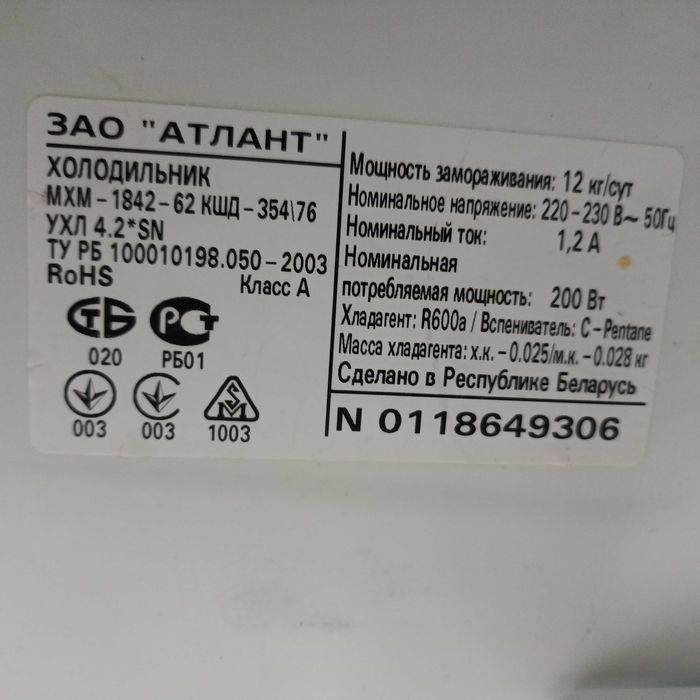 ЗАО "АТЛАНТ"
ХОЛОДИЛЬНИК
МХМ-1842-62 КШД-354\76
УХЛ 4.2*SN
ТУ РБ 100010198.050-2003
RoHS
Класс А
020
РБ01
003
003
1003
Мощность замораживания: 12 кг/сут
Номинальное напряжение: 220-230 В~ 50Гц
Номинальный ток: 1,2 А
Номинальная
потребляемая мощность: 200 Вт
Хладагент: R600a / Вспениватель: C-Pentane
Масса хладагента: х.к.-0.025/м.к.-0.028 кг
Сделано в Республике Беларусь
N 0118649306